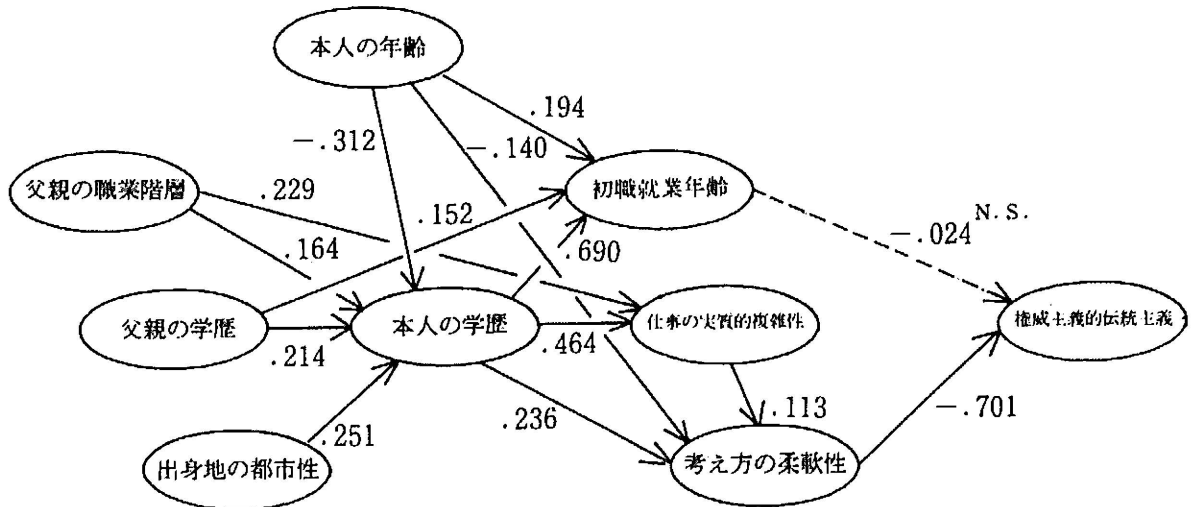 本人の年齢
.194
－.312
－.140
父親の職業階層
.229
初職就業年齢
.152
N.S.
－.024
.164
.690
父親の学歴
本人の学歴
仕事の実質的複雑性
権威主義的伝統主義
.214
.464
.113
－.701
.236
.251
出身地の都市性
考え方の柔軟性